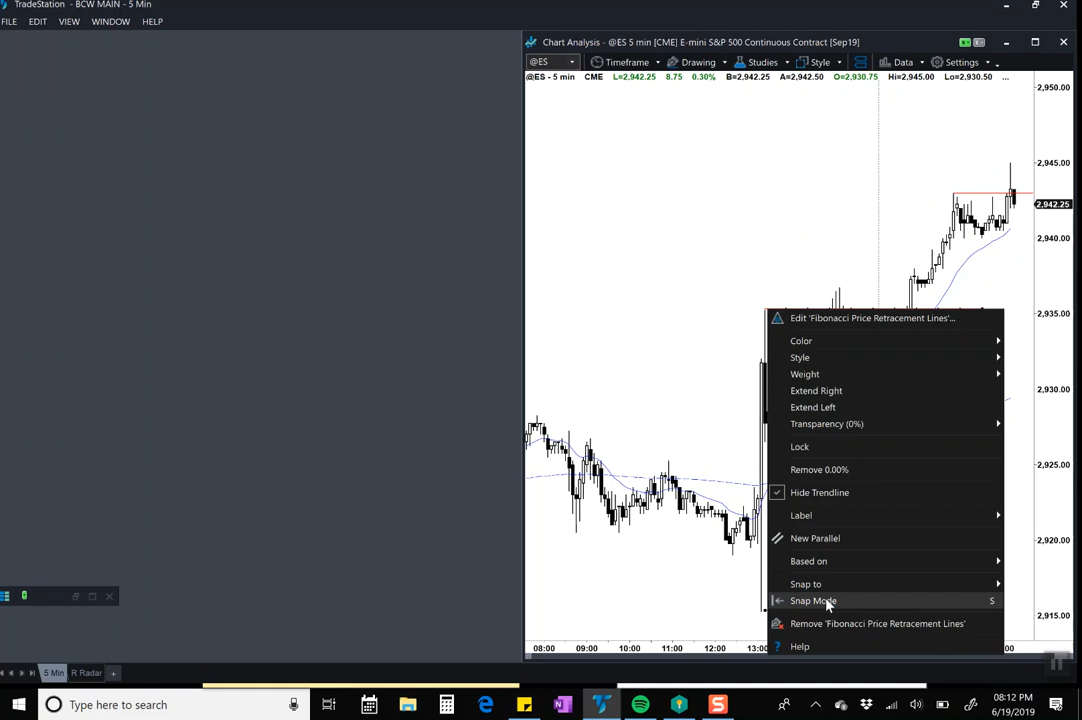 TradeStation - BCW MAIN - 5 Min
FILE EDIT VIEW WINDOW HELP
Chart Analysis - @ES 5 min [CME] E-mini S&P 500 Continuous Contract [Sep19]
@ES Timeframe Drawing Studies Style Data Settings
@ES - 5 min CME L=2,942.25 8.75 0.30% B=2,942.25 A=2,942.50 O=2,930.75 Hi=2,945.00 Lo=2,930.50 ...
2,950.00
2,945.00
2,942.25
2,940.00
2,935.00
2,930.00
2,925.00
2,920.00
2,915.00
Edit 'Fibonacci Price Retracement Lines'...
Color
Style
Weight
Extend Right
Extend Left
Transparency (0%)
Lock
Remove 0.00%
Hide Trendline
Label
New Parallel
Based on
Snap to
Snap Mode S
Remove 'Fibonacci Price Retracement Lines'
Help
08:00 09:00 10:00 11:00 12:00 13:00 :00
5 Min R Radar +
Type here to search
08:12 PM
6/19/2019